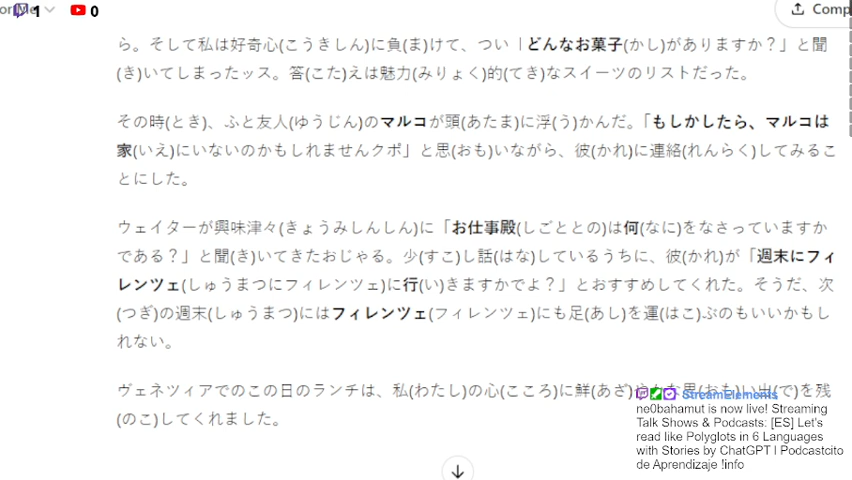 1 0
Comp
ら。そして私は好奇心(こうきしん)に負(ま)けて、つい「どんなお菓子(かし)がありますか？」と聞
(き)いてしまったッス。答(こた)えは魅力(みりょく)的(てき)なスイーツのリストだった。
その時(とき)、ふと友人(ゆうじん)のマルコが頭(あたま)に浮(う)かんだ。「もしかしたら、マルコは
家(いえ)にいないのかもしれませんクポ」と思(おも)いながら、彼(かれ)に連絡(れんらく)してみるこ
とにした。
ウェイターが興味津々(きょうみしんしん)に「お仕事殿(しごととの)は何(なに)をなさっていますか
である？」と聞(き)いてきたおじゃる。少(すこ)し話(はな)しているうちに、彼(かれ)が「週末にフィ
レンツェ(しゅうまつにフィレンツェ)に行(い)きますかでよ？」とおすすめしてくれた。そうだ、次
(つぎ)の週末(しゅうまつ)にはフィレンツェ(フィレンツェ)にも足(あし)を運(はこ)ぶのもいいかもし
れない。
ヴェネツィアでのこの日のランチは、私(わたし)の心(こころ)に鮮(あざ)やかな思(おも)い出(で)を残
(のこ)してくれました。
StreamElements
ne0bahamut is now live! Streaming
Talk Shows & Podcasts: [ES] Let's
read like Polyglots in 6 Languages
with Stories by ChatGPT l Podcastcito
de Aprendizaje !info